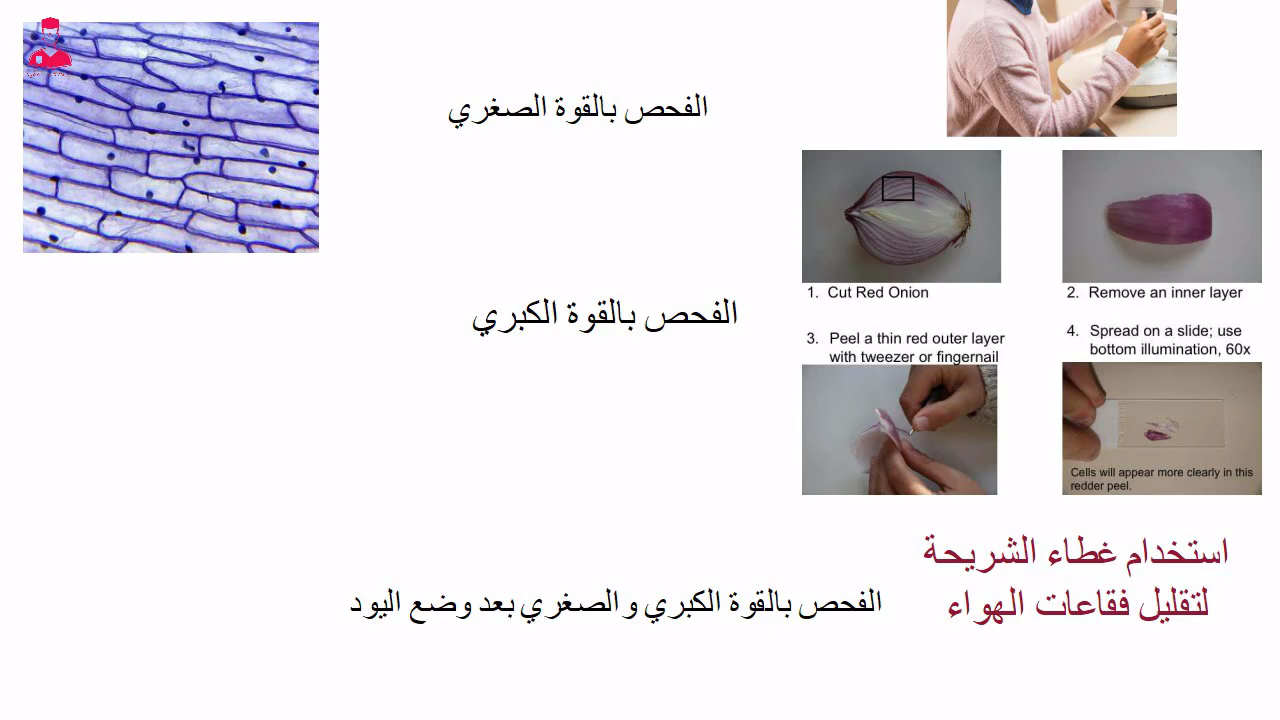 الفحص بالقوة الصغري
1. Cut Red Onion
2. Remove an inner layer
الفحص بالقوة الكبري
3. Peel a thin red outer layer
with tweezer or fingernail
4. Spread on a slide; use
bottom illumination, 60x
Cells will appear more clearly in this
redder peel.
استخدام غطاء الشريحة
لتقليل فقاعات الهواء
الفحص بالقوة الكبري و الصغري بعد وضع اليود